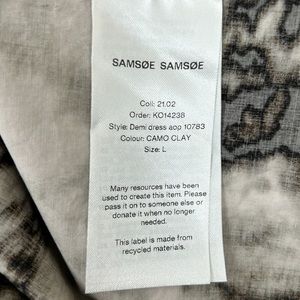 SAMSØE SAMSØE
Coll: 21.02
Order: KO14238
Style: Demi dress aop 10783
Colour: CAMO CLAY
Size: L
Many resources have been
used to create this item. Please
pass it on to someone else or
donate it when no longer
needed.
This label is made from
recycled materials.